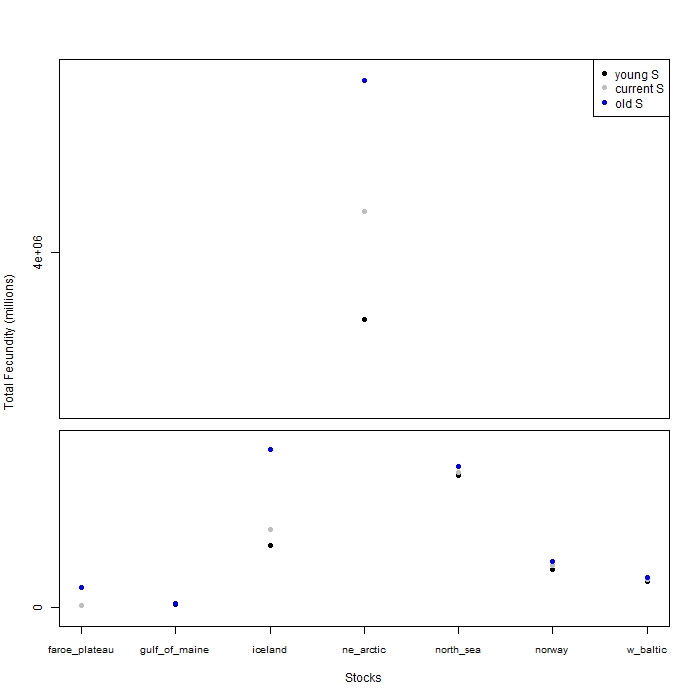 young S
current S
old S
4e+06
Total Fecundity (millions)
0
faroe_plateau gulf_of_maine iceland ne_arctic north_sea norway w_baltic
Stocks